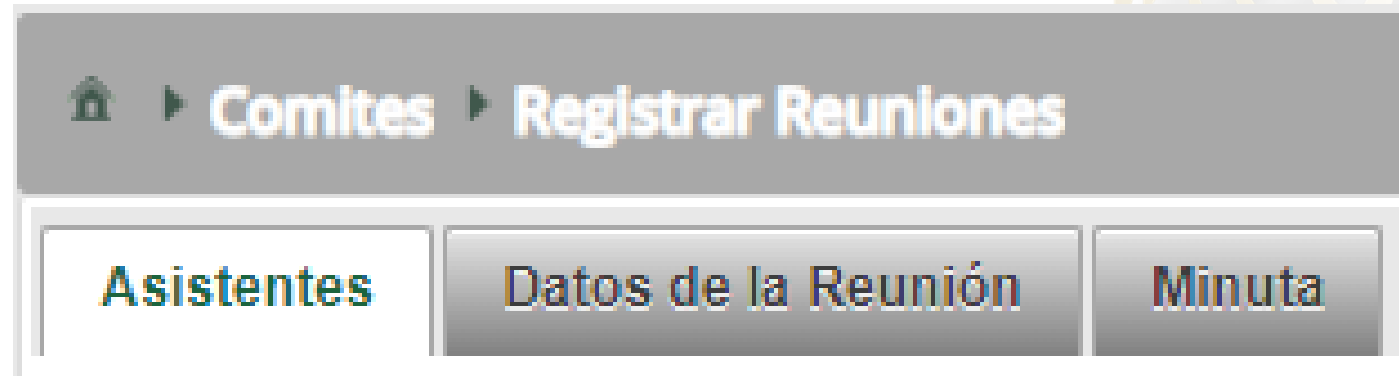 Comites Registrar Reuniones
Asistentes Datos de la Reunión Minuta